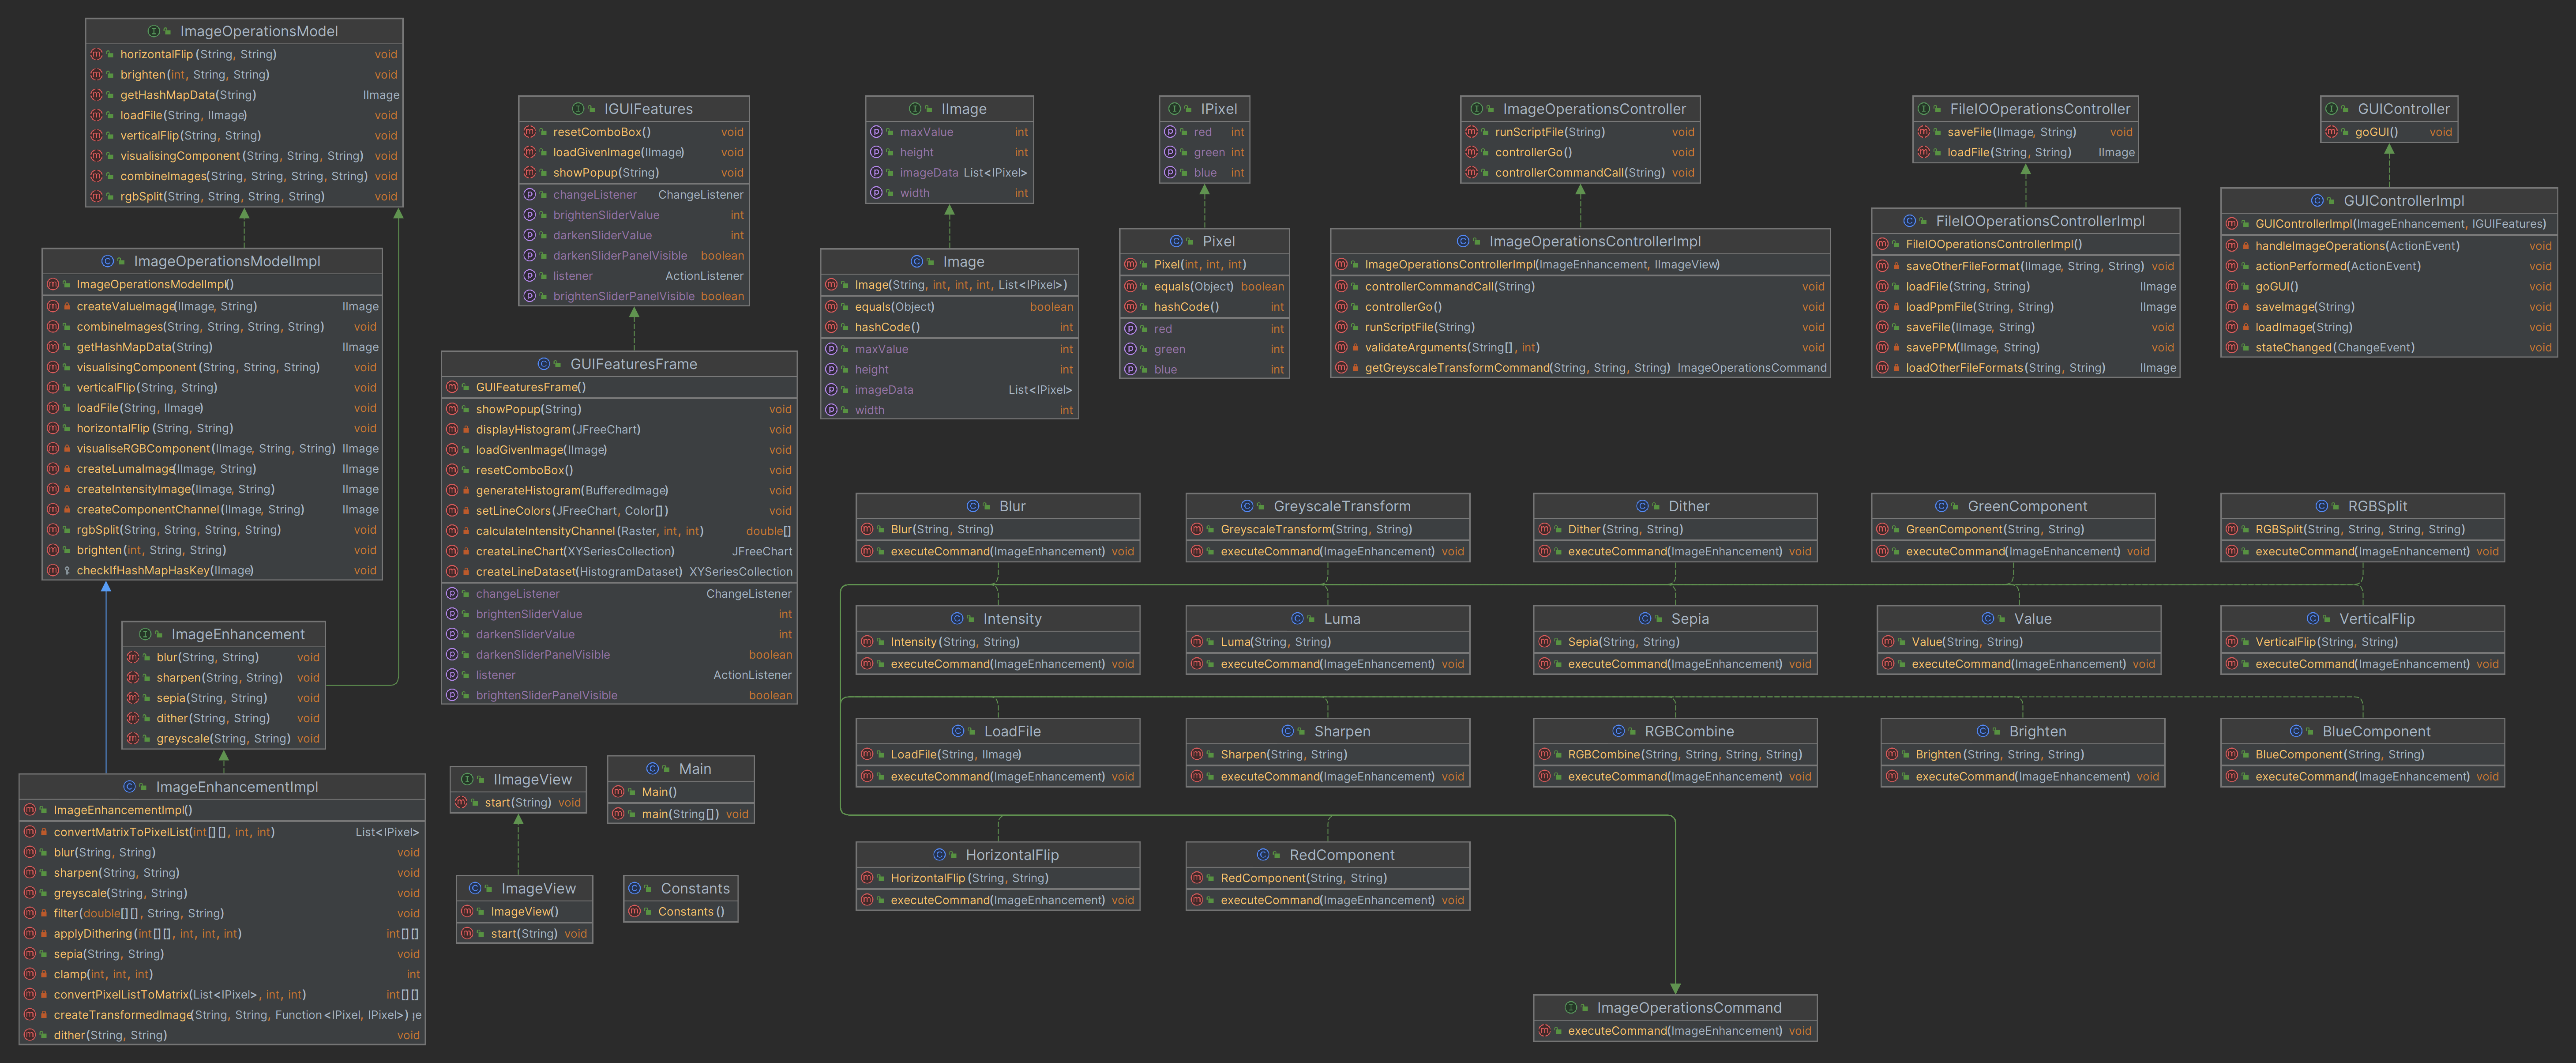 ImageOperationsModel
horizontalFlip(String, String) void
brighten(int, String, String) void
getHashMapData(String) IImage
loadFile(String, IImage) void
verticalFlip(String, String) void
visualisingComponent(String, String, String) void
combineImages(String, String, String, String) void
rgbSplit(String, String, String, String) void
ImageOperationsModelImpl
ImageOperationsModelImpl()
createValueImage(IImage, String) IImage
combineImages(String, String, String, String) void
getHashMapData(String) IImage
visualisingComponent(String, String, String) void
verticalFlip(String, String) void
loadFile(String, IImage) void
horizontalFlip(String, String) void
visualiseRGBComponent(IImage, String, String) IImage
createLumaImage(IImage, String) IImage
createIntensityImage(IImage, String) IImage
createComponentChannel(IImage, String) IImage
rgbSplit(String, String, String, String) void
brighten(int, String, String) void
checkIfHashMapHasKey(IImage) void
ImageEnhancement
blur(String, String) void
sharpen(String, String) void
sepia(String, String) void
dither(String, String) void
greyscale(String, String) void
ImageEnhancementImpl
ImageEnhancementImpl()
convertMatrixToPixelList(int[][], int, int) List<IPixel>
blur(String, String) void
sharpen(String, String) void
greyscale(String, String) void
filter(double[][], String, String) void
applyDithering(int[][], int, int, int) int[][]
sepia(String, String) void
clamp(int, int, int) int
convertPixelListToMatrix(List<IPixel>, int, int) int[][]
createTransformedImage(String, String, Function<IPixel, IPixel>)
dither(String, String) void
IGUIFeatures
resetComboBox() void
loadGivenImage(IImage) void
showPopup(String) void
changeListener ChangeListener
brightenSliderValue int
darkenSliderValue int
darkenSliderPanelVisible boolean
listener ActionListener
brightenSliderPanelVisible boolean
GUIFeaturesFrame
GUIFeaturesFrame()
showPopup(String) void
displayHistogram(JFreeChart) void
loadGivenImage(IImage) void
resetComboBox() void
generateHistogram(BufferedImage) void
setLineColors(JFreeChart, Color[]) void
calculateIntensityChannel(Raster, int, int) double[]
createLineChart(XYSeriesCollection) JFreeChart
createLineDataset(HistogramDataset) XYSeriesCollection
changeListener ChangeListener
brightenSliderValue int
darkenSliderValue int
darkenSliderPanelVisible boolean
listener ActionListener
brightenSliderPanelVisible boolean
IImageView
start(String) void
ImageView
ImageView()
start(String) void
Main
Main()
main(String[]) void
Constants
Constants()
IImage
maxValue int
height int
imageData List<IPixel>
width int
Image
Image(String, int, int, int, List<IPixel>)
equals(Object) boolean
hashCode() int
maxValue int
height int
imageData List<IPixel>
width int
IPixel
red int
green int
blue int
Pixel
Pixel(int, int, int)
equals(Object) boolean
hashCode() int
red int
green int
blue int
ImageOperationsController
runScriptFile(String) void
controllerGo() void
controllerCommandCall(String) void
ImageOperationsControllerImpl
ImageOperationsControllerImpl(ImageEnhancement, IImageView)
controllerCommandCall(String) void
controllerGo() void
runScriptFile(String) void
validateArguments(String[], int) void
getGreyscaleTransformCommand(String, String, String) ImageOperationsCommand
FileIOOperationsController
saveFile(IImage, String) void
loadFile(String, String) IImage
FileIOOperationsControllerImpl
FileIOOperationsControllerImpl()
saveOtherFileFormat(IImage, String, String) void
loadFile(String, String) IImage
loadPpmFile(String, String) IImage
saveFile(IImage, String) void
savePPM(IImage, String) void
loadOtherFileFormats(String, String) IImage
GUIController
goGUI() void
GUIControllerImpl
GUIControllerImpl(ImageEnhancement, IGUIFeatures)
handleImageOperations(ActionEvent) void
actionPerformed(ActionEvent) void
goGUI() void
saveImage(String) void
loadImage(String) void
stateChanged(ChangeEvent) void
Blur
Blur(String, String)
executeCommand(ImageEnhancement) void
GreyscaleTransform
GreyscaleTransform(String, String)
executeCommand(ImageEnhancement) void
Dither
Dither(String, String)
executeCommand(ImageEnhancement) void
GreenComponent
GreenComponent(String, String)
executeCommand(ImageEnhancement) void
RGBSplit
RGBSplit(String, String, String, String)
executeCommand(ImageEnhancement) void
Intensity
Intensity(String, String)
executeCommand(ImageEnhancement) void
Luma
Luma(String, String)
executeCommand(ImageEnhancement) void
Sepia
Sepia(String, String)
executeCommand(ImageEnhancement) void
Value
Value(String, String)
executeCommand(ImageEnhancement) void
VerticalFlip
VerticalFlip(String, String)
executeCommand(ImageEnhancement) void
LoadFile
LoadFile(String, IImage)
executeCommand(ImageEnhancement) void
Sharpen
Sharpen(String, String)
executeCommand(ImageEnhancement) void
RGBCombine
RGBCombine(String, String, String, String)
executeCommand(ImageEnhancement) void
Brighten
Brighten(String, String, String)
executeCommand(ImageEnhancement) void
BlueComponent
BlueComponent(String, String)
executeCommand(ImageEnhancement) void
HorizontalFlip
HorizontalFlip(String, String)
executeCommand(ImageEnhancement) void
RedComponent
RedComponent(String, String)
executeCommand(ImageEnhancement) void
ImageOperationsCommand
executeCommand(ImageEnhancement) void